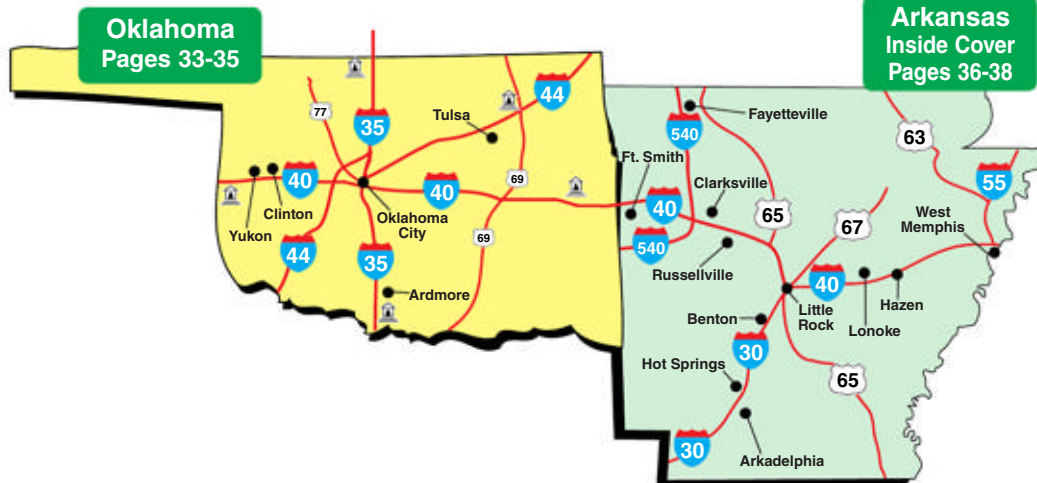 Oklahoma
Pages 33-35
Arkansas
Inside Cover
Pages 36-38
77
35
Tulsa
44
69
540
Fayetteville
63
Ft. Smith
55
40
Clinton
Yukon
40
Oklahoma
City
40
Clarksville
65
67
West
Memphis
44
35
69
540
Russellville
40
Ardmore
Little
Rock
Lonoke
Hazen
Benton
30
Hot Springs
65
30
Arkadelphia